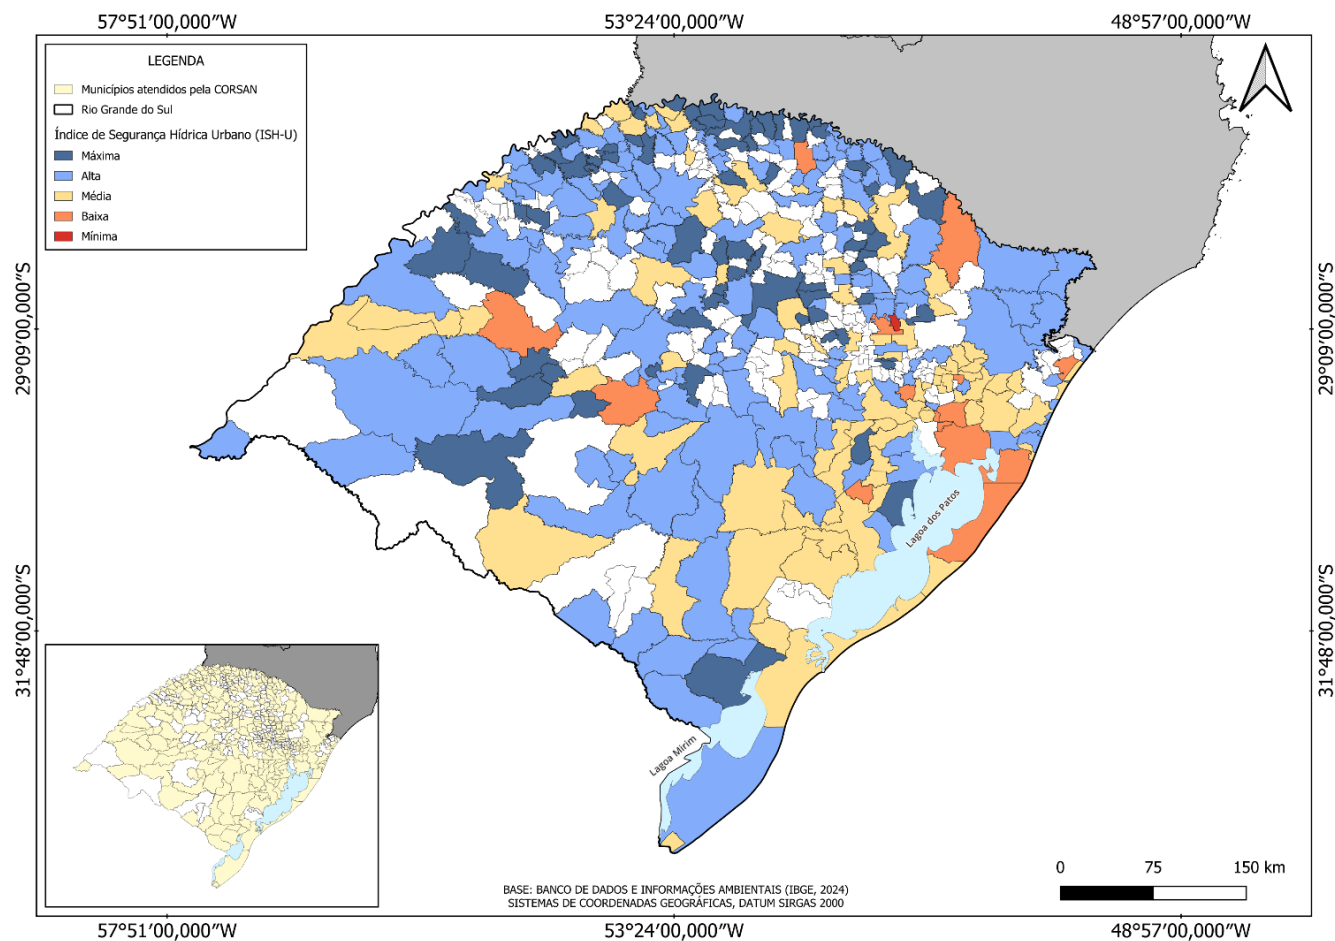 57°51′00,000″W 53°24′00,000″W 48°57′00,000″W
LEGENDA
Municípios atendidos pela CORSAN
Rio Grande do Sul
Índice de Segurança Hídrica Urbano (ISH-U)
Máxima
Alta
Média
Baixa
Mínima
29°09′00,000″S 29°09′00,000″S
Lagoa dos Patos
31°48′00,000″S 31°48′00,000″S
Lagoa Mirim
0 75 150 km
BASE: BANCO DE DADOS E INFORMAÇÕES AMBIENTAIS (IBGE, 2024)
SISTEMAS DE COORDENADAS GEOGRÁFICAS, DATUM SIRGAS 2000
57°51′00,000″W 53°24′00,000″W 48°57′00,000″W